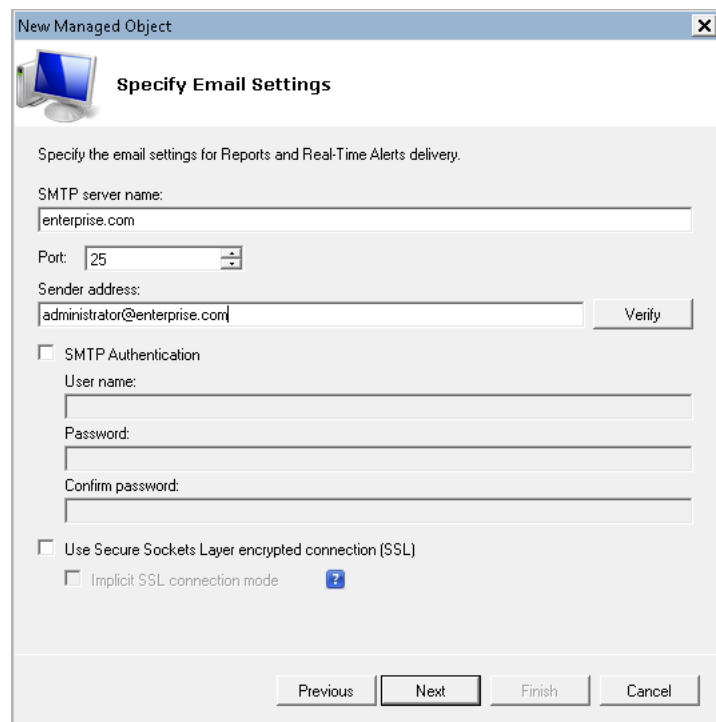 New Managed Object
Specify Email Settings
Specify the email settings for Reports and Real-Time Alerts delivery.
SMTP server name:
enterprise.com
Port: 25
Sender address:
administrator@enterprise.com Verify
SMTP Authentication
User name:
Password:
Confirm password:
Use Secure Sockets Layer encrypted connection (SSL)
Implicit SSL connection mode ?
Previous Next Finish Cancel